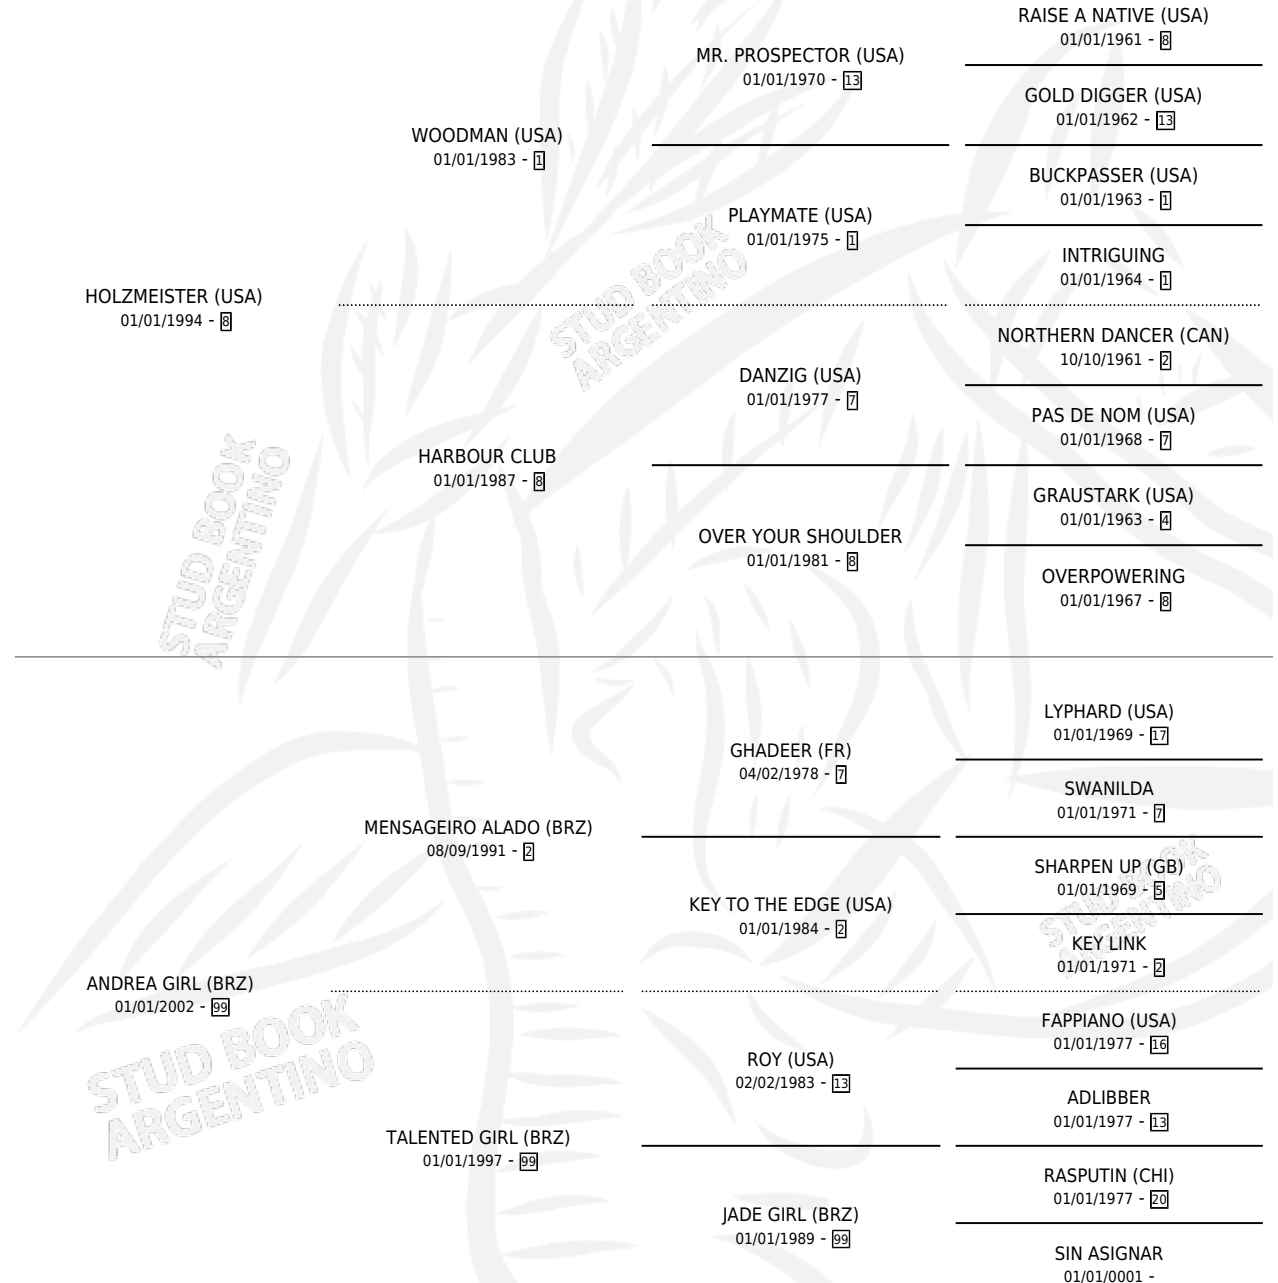 RAISE A NATIVE (USA)
01/01/1961 - 8
MR. PROSPECTOR (USA)
01/01/1970 - 13
GOLD DIGGER (USA)
01/01/1962 - 13
WOODMAN (USA)
01/01/1983 - 1
BUCKPASSER (USA)
01/01/1963 - 1
PLAYMATE (USA)
01/01/1975 - 1
INTRIGUING
01/01/1964 - 1
HOLZMEISTER (USA)
01/01/1994 - 8
NORTHERN DANCER (CAN)
10/10/1961 - 2
DANZIG (USA)
01/01/1977 - 7
PAS DE NOM (USA)
01/01/1968 - 7
HARBOUR CLUB
01/01/1987 - 8
GRAUSTARK (USA)
01/01/1963 - 4
OVER YOUR SHOULDER
01/01/1981 - 8
OVERPOWERING
01/01/1967 - 8
LYPHARD (USA)
01/01/1969 - 17
GHADEER (FR)
04/02/1978 - 7
SWANILDA
01/01/1971 - 7
MENSAGEIRO ALADO (BRZ)
08/09/1991 - 2
SHARPEN UP (GB)
01/01/1969 - 5
KEY TO THE EDGE (USA)
01/01/1984 - 2
KEY LINK
01/01/1971 - 2
ANDREA GIRL (BRZ)
01/01/2002 - 99
FAPPIANO (USA)
01/01/1977 - 16
ROY (USA)
02/02/1983 - 13
ADLIBBER
01/01/1977 - 13
TALENTED GIRL (BRZ)
01/01/1997 - 99
RASPUTIN (CHI)
01/01/1977 - 20
JADE GIRL (BRZ)
01/01/1989 - 99
SIN ASIGNAR
01/01/0001 -
STUD BOOK
ARGENTINO
STUD BOOK
ARGENTINO
STUD BOOK
ARGENTINO
STUD BOOK
ARGENTINO